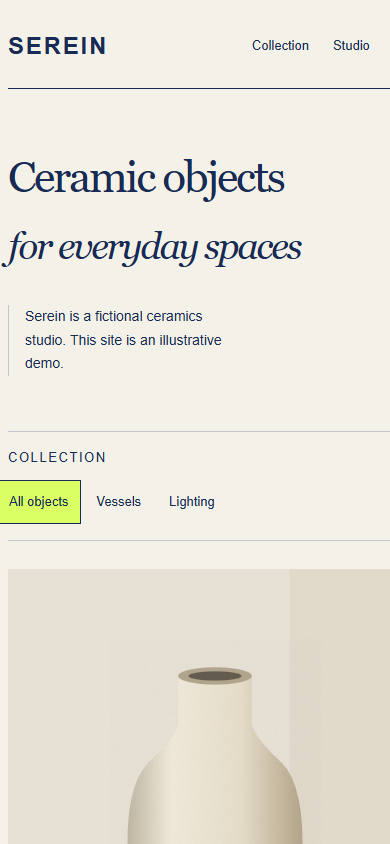 SEREIN
Collection Studio
Ceramic objects
for everyday spaces
Serein is a fictional ceramics
studio. This site is an illustrative
demo.
COLLECTION
All objects Vessels Lighting